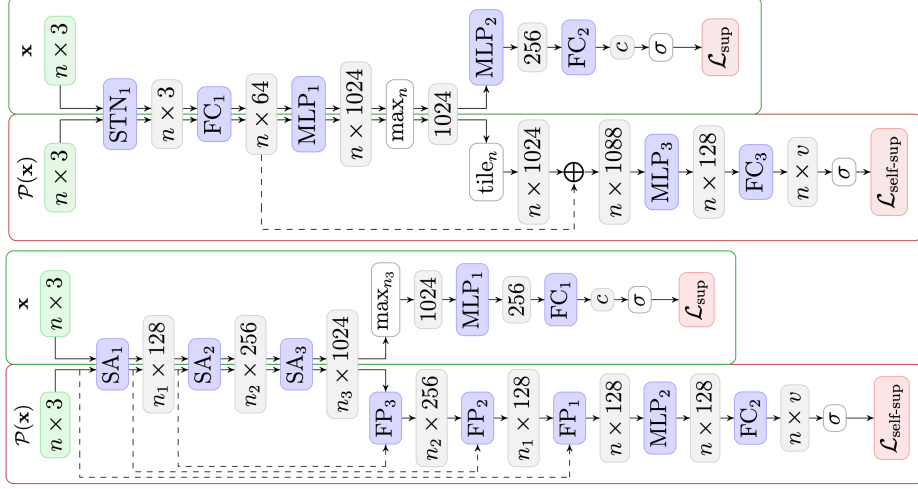 x
n × 3
MLP₂
256
FC₂
c
σ
𝓛sup
STN₁
n × 3
FC₁
n × 64
MLP₁
n × 1024
maxₙ
1024
𝒫(x)
n × 3
tileₙ
n × 1024
⊕
n × 1088
MLP₃
n × 128
FC₃
n × v
σ
𝓛self-sup
x
n × 3
max_{n₃}
1024
MLP₁
256
FC₁
c
σ
𝓛sup
SA₁
n₁ × 128
SA₂
n₂ × 256
SA₃
n₃ × 1024
𝒫(x)
n × 3
FP₃
n₂ × 256
FP₂
n₁ × 128
FP₁
n × 128
MLP₂
n × 128
FC₂
n × v
σ
𝓛self-sup